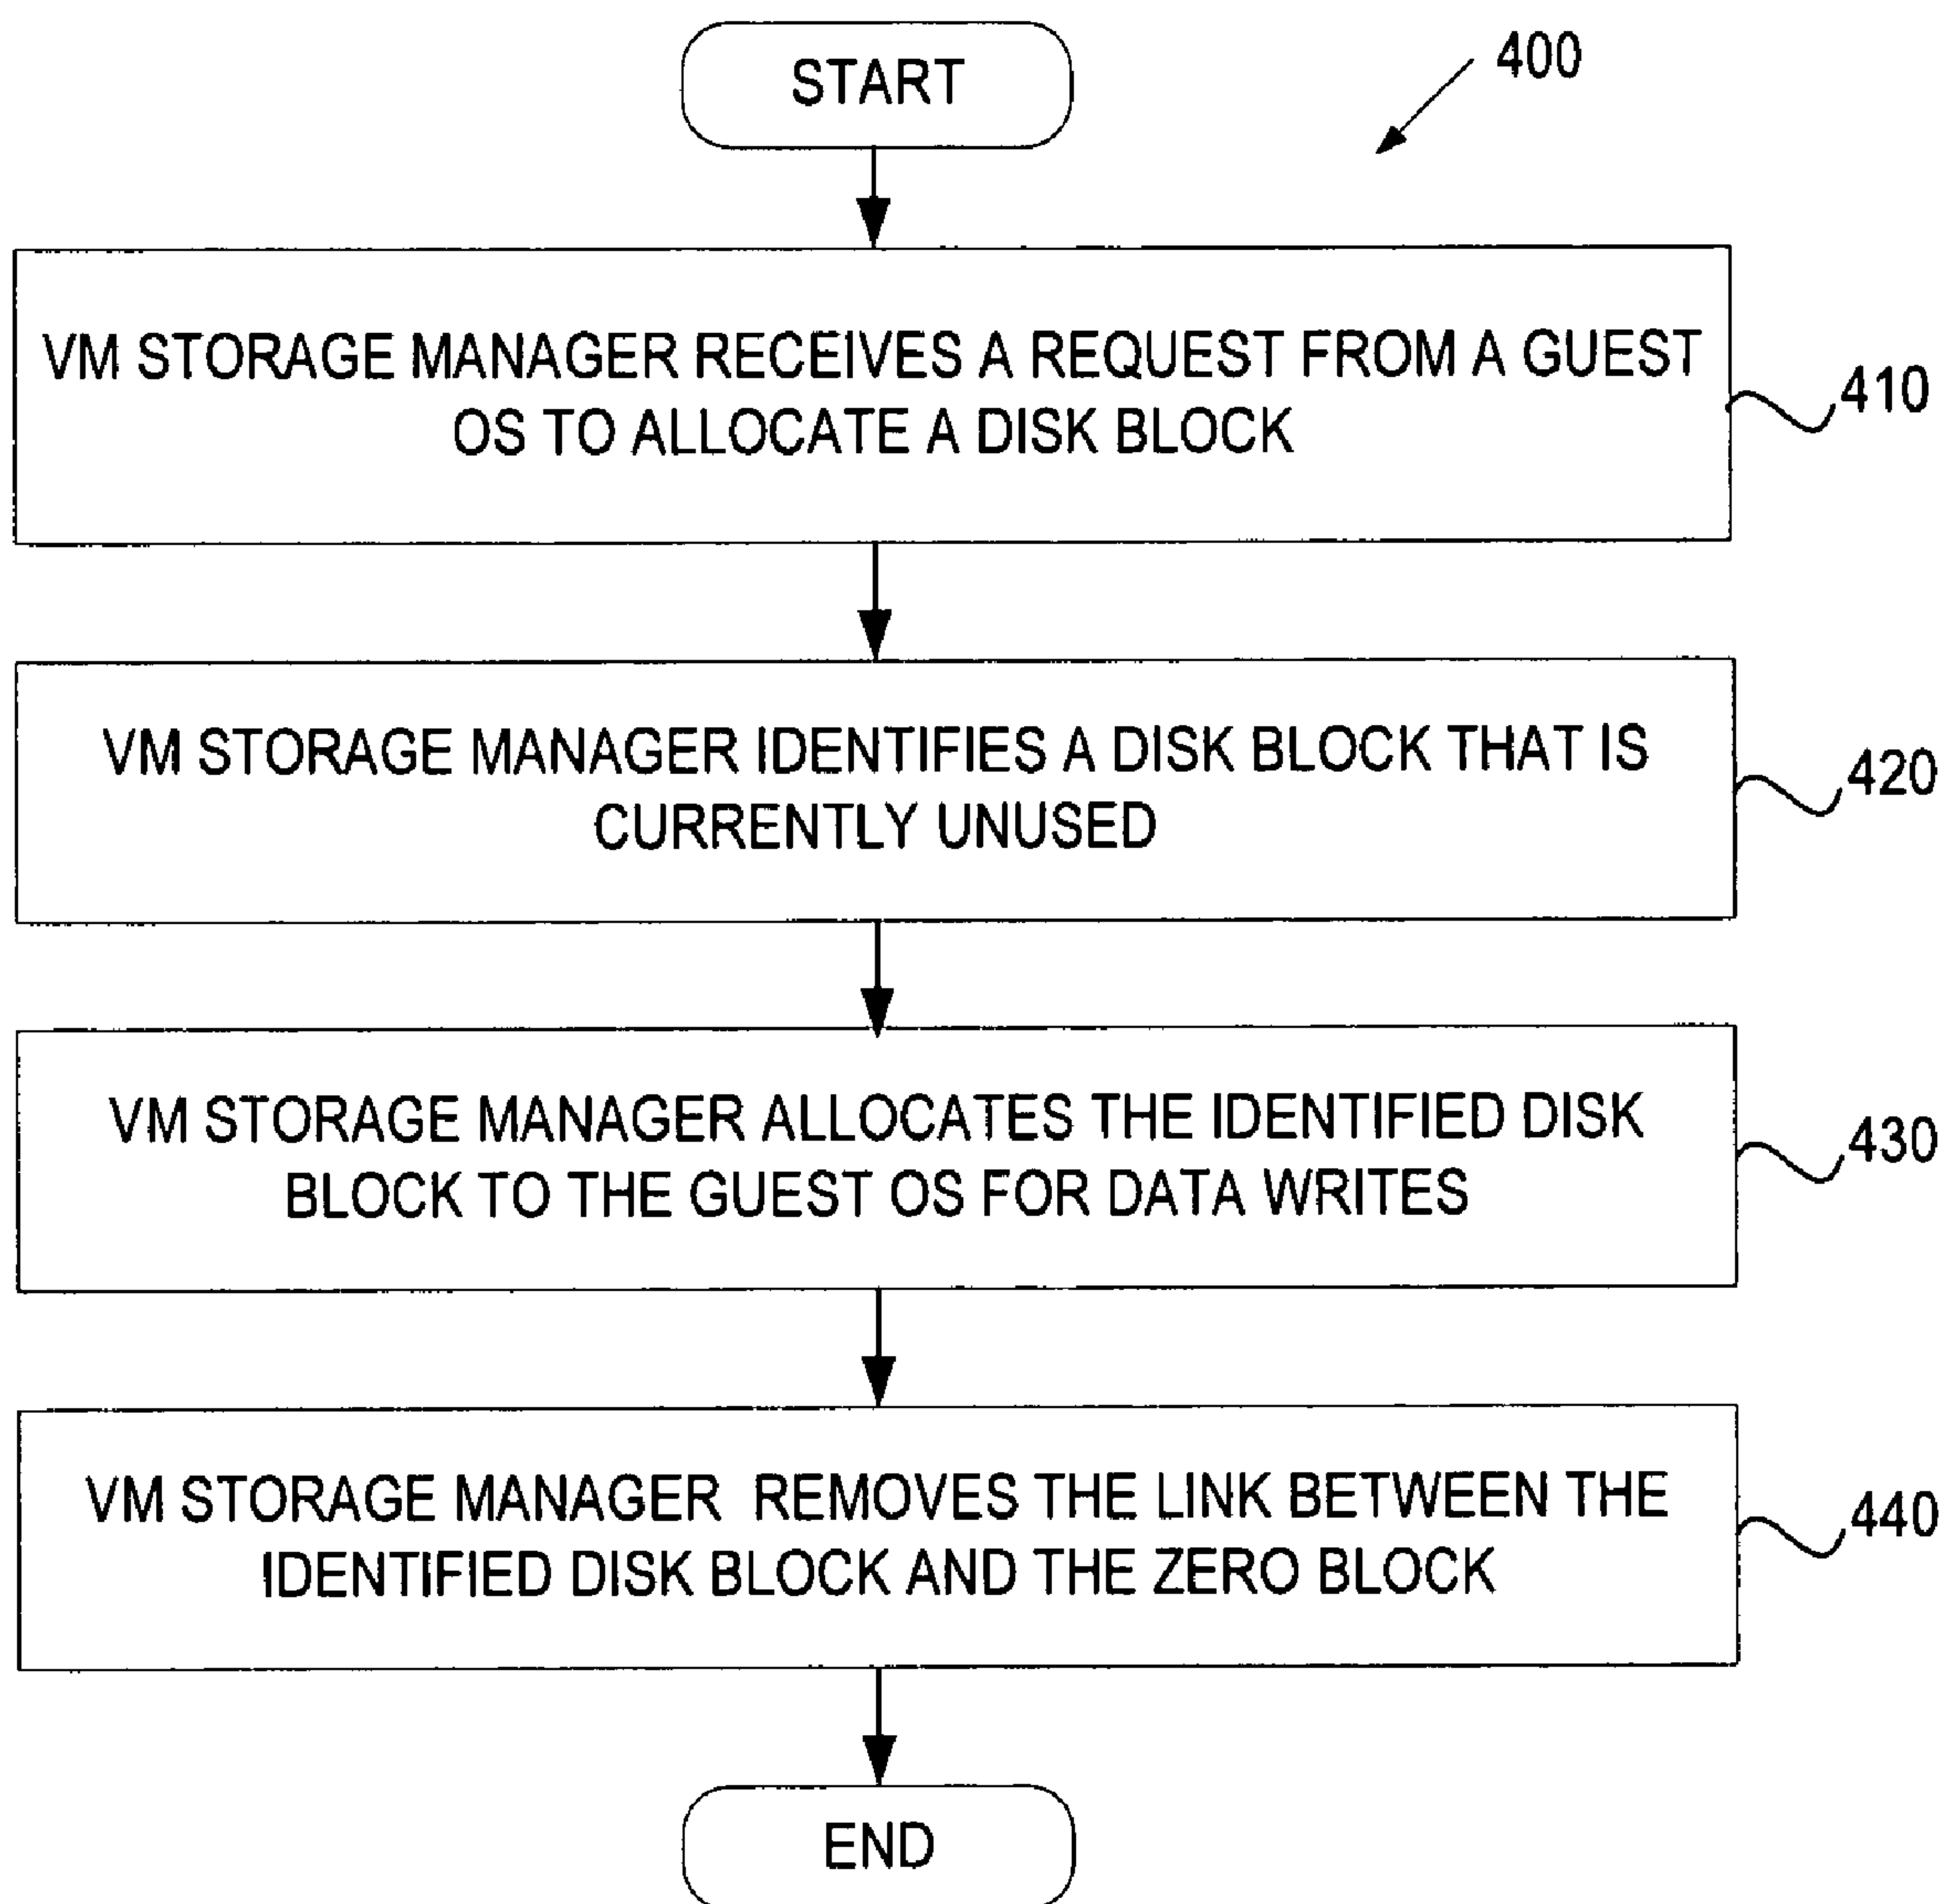 START
400
VM STORAGE MANAGER RECEIVES A REQUEST FROM A GUEST
OS TO ALLOCATE A DISK BLOCK
410
VM STORAGE MANAGER IDENTIFIES A DISK BLOCK THAT IS
CURRENTLY UNUSED
420
VM STORAGE MANAGER ALLOCATES THE IDENTIFIED DISK
BLOCK TO THE GUEST OS FOR DATA WRITES
430
VM STORAGE MANAGER REMOVES THE LINK BETWEEN THE
IDENTIFIED DISK BLOCK AND THE ZERO BLOCK
440
END